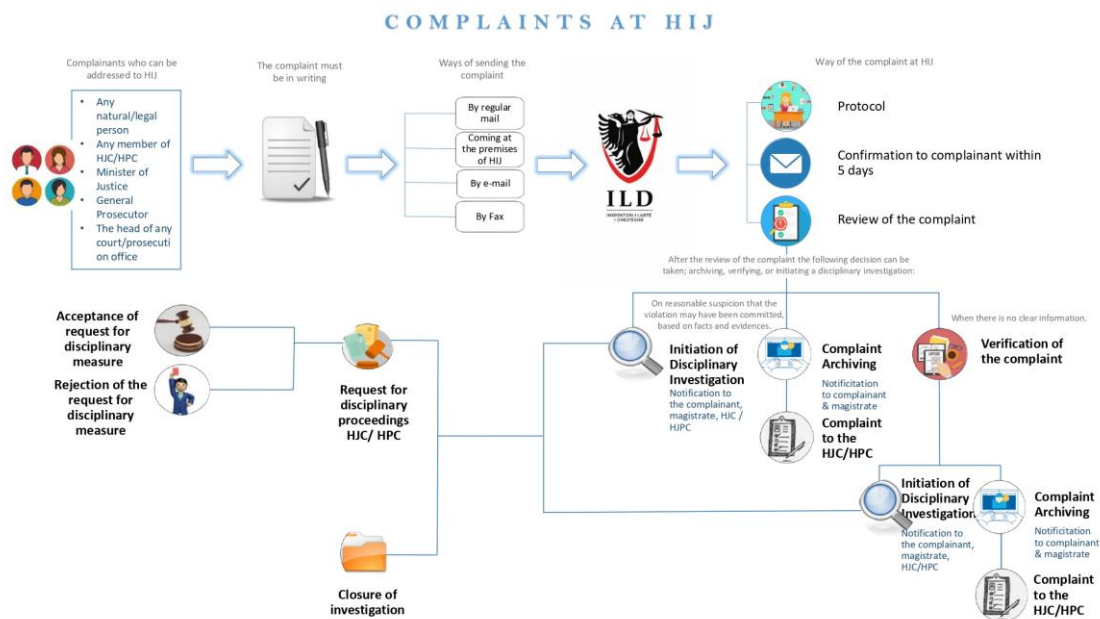 COMPLAINTS AT HIJ
Complainants who can be
addressed to HIJ
• Any
natural/legal
person
• Any member of
HJC/HPC
• Minister of
Justice
• General
Prosecutor
• The head of any
court/prosecuti
on office
The complaint must
be in writing
Ways of sending the
complaint
By regular
mail
Coming at
the premises
of HIJ
By e-mail
By Fax
ILD
INSPEKTORI I LARTË
I DREJTËSISË
Way of the complaint at HIJ
Protocol
Confirmation to complainant within
5 days
Review of the complaint
After the review of the complaint the following decision can be
taken; archiving, verifying, or initiating a disciplinary investigation:
On reasonable suspicion that the
violation may have been committed,
based on facts and evidences.
When there is no clear information.
Initiation of
Disciplinary
Investigation
Notification to
the complainant,
magistrate, HJC /
HJPC
Complaint
Archiving
Notificitation
to complainant
& magistrate
Complaint
to the
HJC/HPC
Verification of
the complaint
Initiation of
Disciplinary
Investigation
Notification to
the complainant,
magistrate,
HJC/HPC
Complaint
Archiving
Notificitation
to complainant
& magistrate
Complaint
to the
HJC/HPC
Acceptance of
request for
disciplinary
measure
Rejection of the
request for
disciplinary
measure
Request for
disciplinary
proceedings
HJC/ HPC
Closure of
investigation